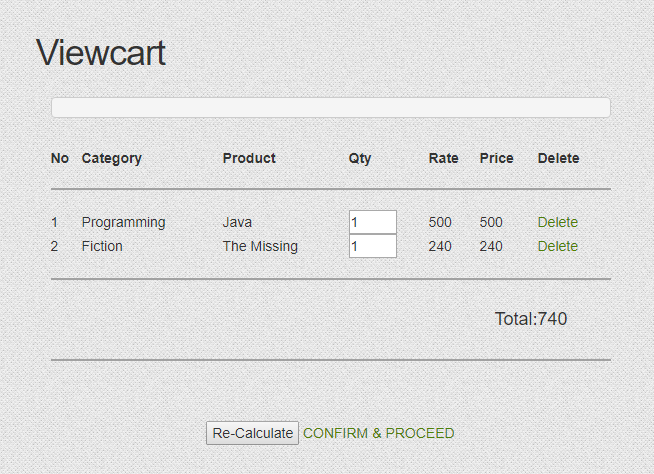 Viewcart
No Category Product Qty Rate Price Delete
1 Programming Java 1 500 500 Delete
2 Fiction The Missing 1 240 240 Delete
Total:740
Re-Calculate CONFIRM & PROCEED